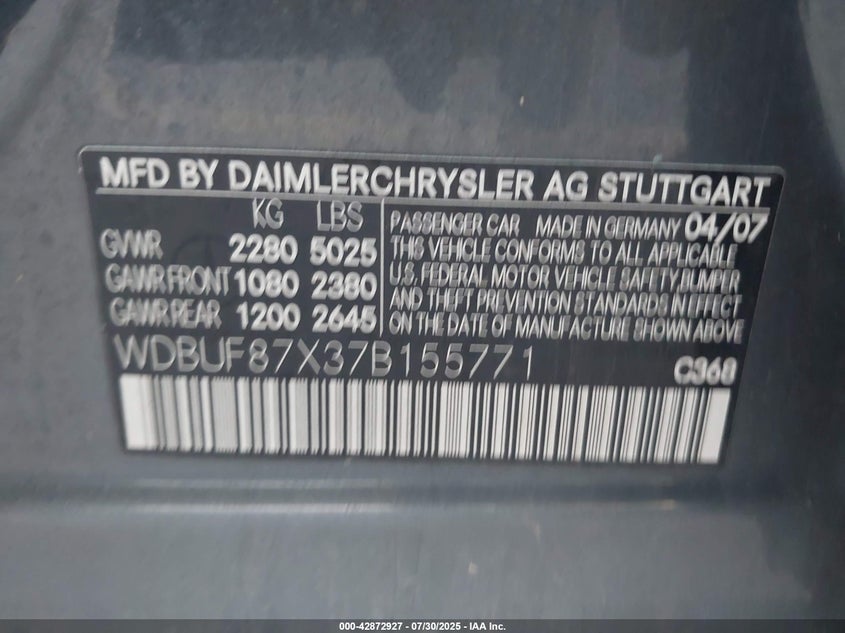 MFD BY DAIMLERCHRYSLER AG STUTTGART
KG LBS
GVWR 2280 5025
GAWR FRONT 1080 2380
GAWR REAR 1200 2645
PASSENGER CAR MADE IN GERMANY 04/07
THIS VEHICLE CONFORMS TO ALL APPLICABLE
U.S. FEDERAL MOTOR VEHICLE SAFETY, BUMPER
AND THEFT PREVENTION STANDARDS IN EFFECT
ON THE DATE OF MANUFACTURE SHOWN ABOVE
WDBUF87X37B155771 C368
000-42872927 - 07/30/2025 - IAA Inc.